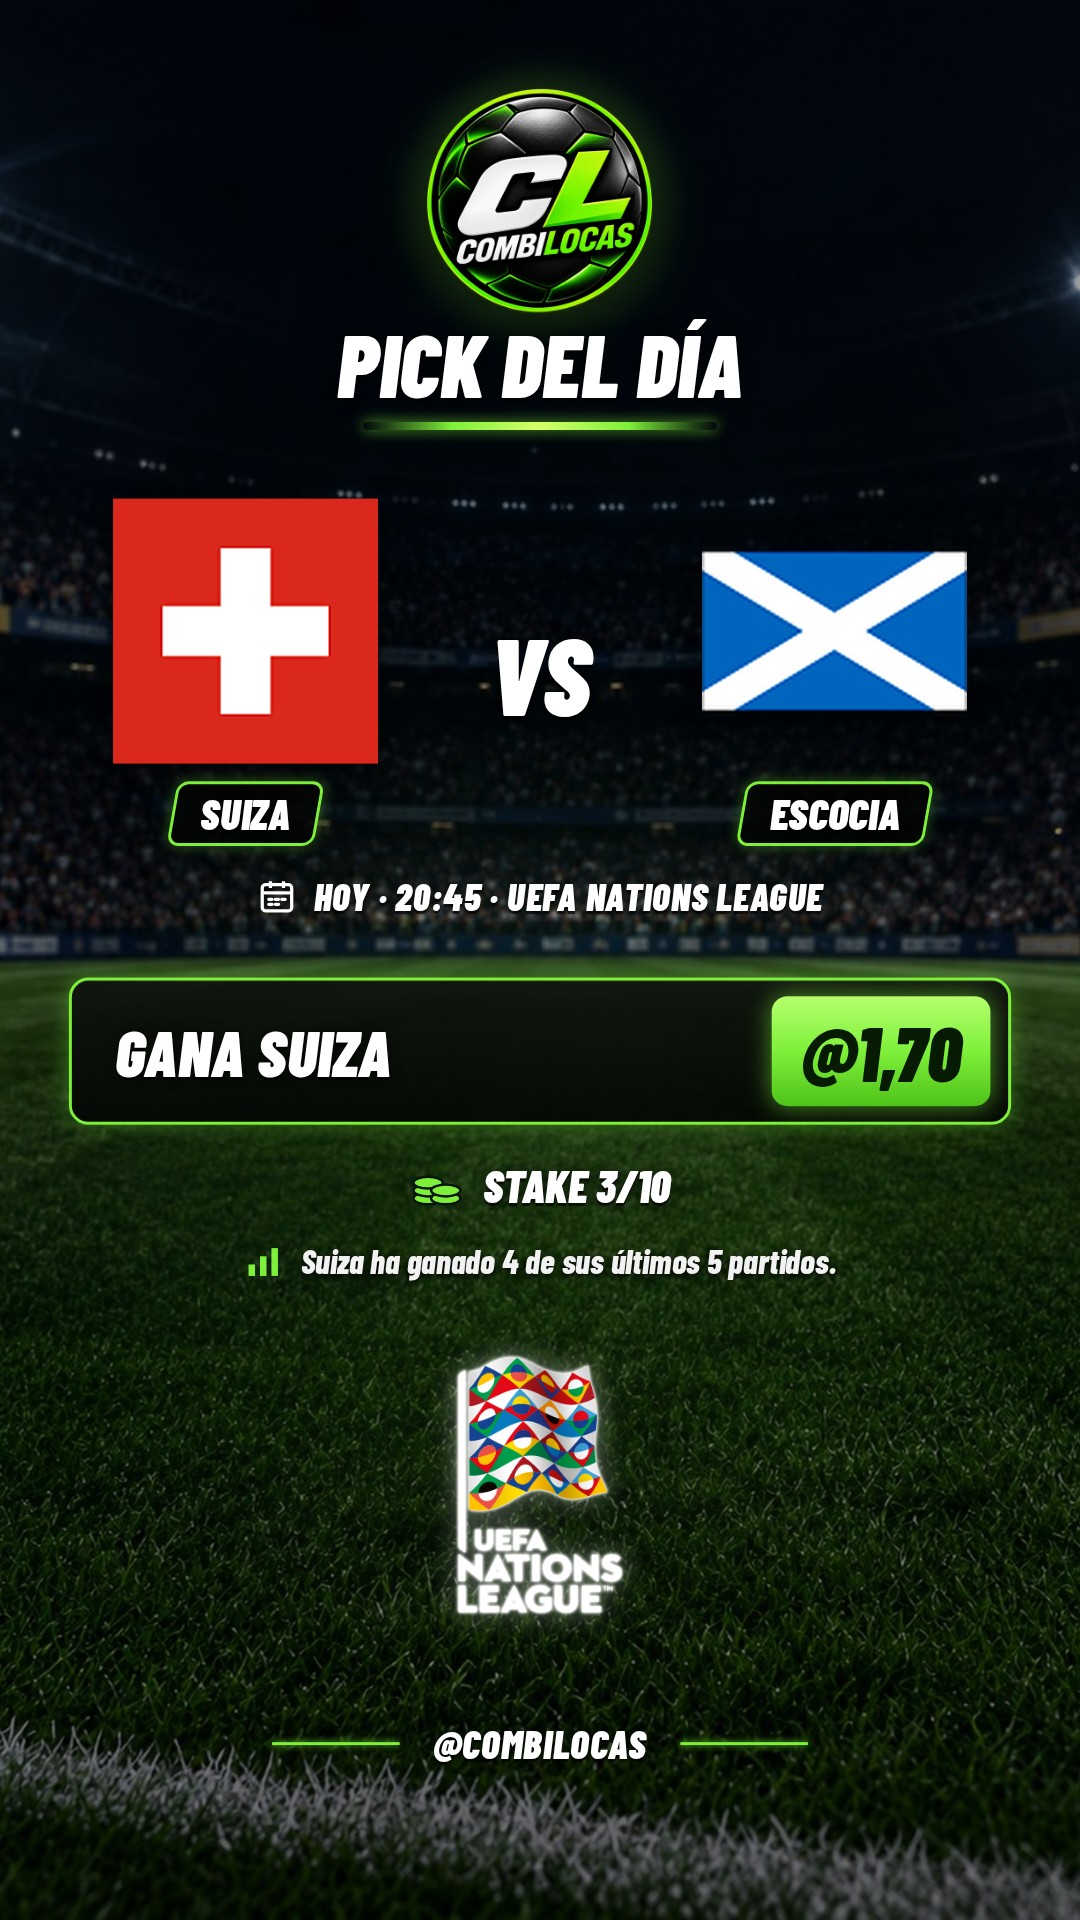 CL
COMBILOCAS
PICK DEL DÍA
VS
SUIZA
ESCOCIA
HOY · 20:45 · UEFA NATIONS LEAGUE
GANA SUIZA
@1,70
STAKE 3/10
Suiza ha ganado 4 de sus últimos 5 partidos.
UEFA
NATIONS
LEAGUE™
@COMBILOCAS